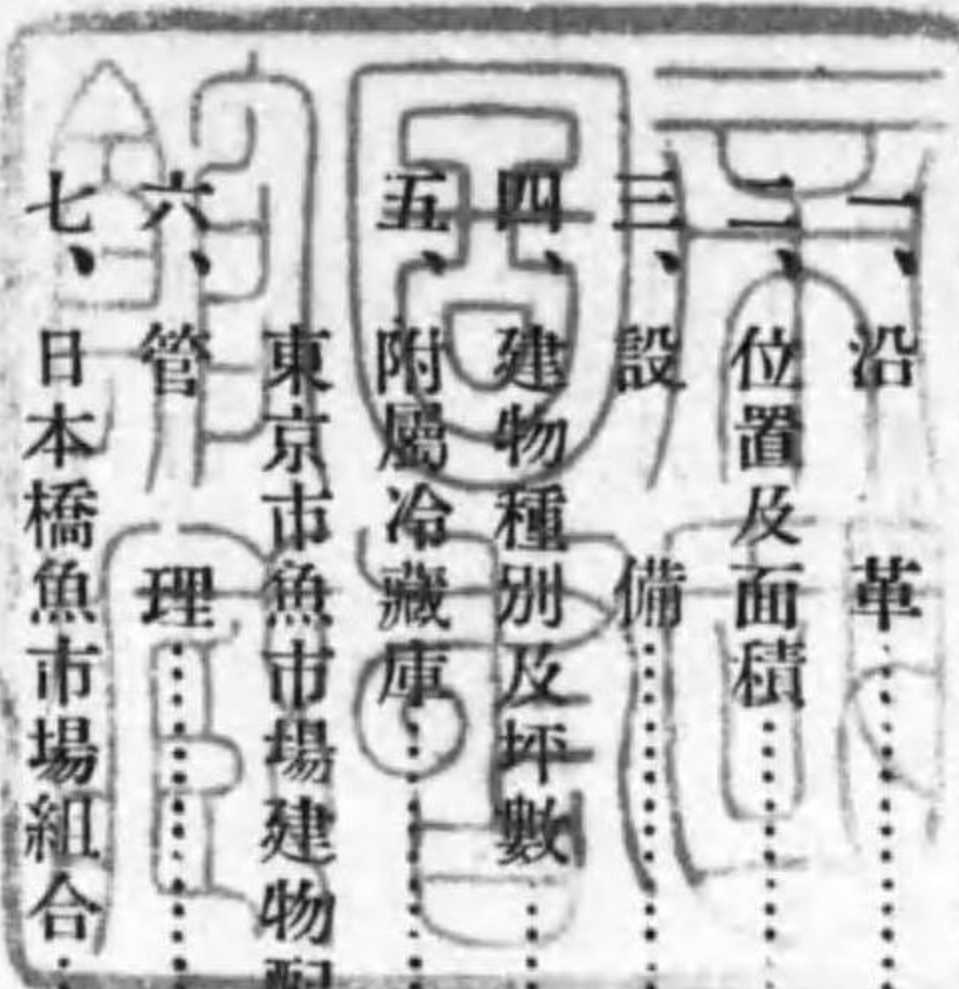 一、沿革
二、位置及面積
三、設備
四、建物種別及坪數
五、附屬冷藏庫
東京市魚市場建物配
六、管理
七、日本橋魚市場組合